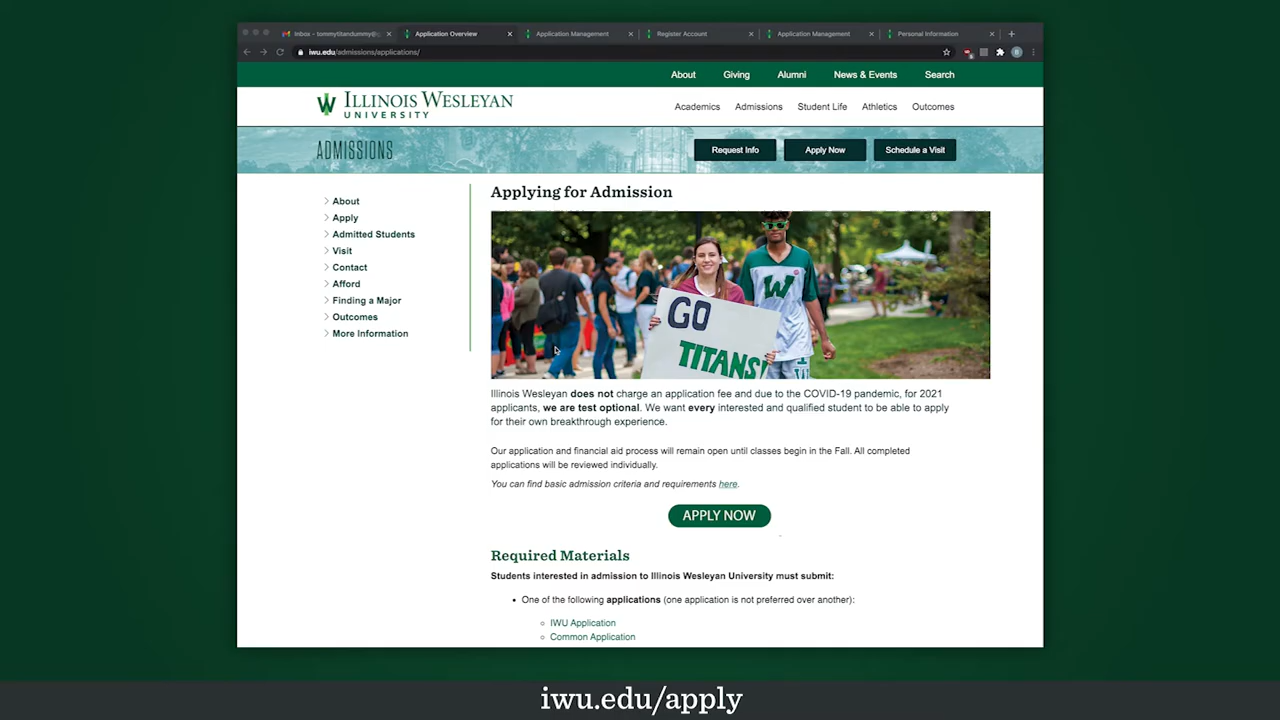 Inbox - tommytitandummy@g
Application Overview
Application Management
Register Account
Application Management
Personal Information
iwu.edu/admissions/applications/
About
Giving
Alumni
News & Events
Search
ILLINOIS WESLEYAN
UNIVERSITY
Academics
Admissions
Student Life
Athletics
Outcomes
ADMISSIONS
Request Info
Apply Now
Schedule a Visit
About
Apply
Admitted Students
Visit
Contact
Afford
Finding a Major
Outcomes
More Information
Applying for Admission
W
GO
TITANS!
Illinois Wesleyan does not charge an application fee and due to the COVID-19 pandemic, for 2021
applicants, we are test optional. We want every interested and qualified student to be able to apply
for their own breakthrough experience.
Our application and financial aid process will remain open until classes begin in the Fall. All completed
applications will be reviewed individually.
You can find basic admission criteria and requirements here.
APPLY NOW
Required Materials
Students interested in admission to Illinois Wesleyan University must submit:
• One of the following applications (one application is not preferred over another):
◦ IWU Application
◦ Common Application
iwu.edu/apply